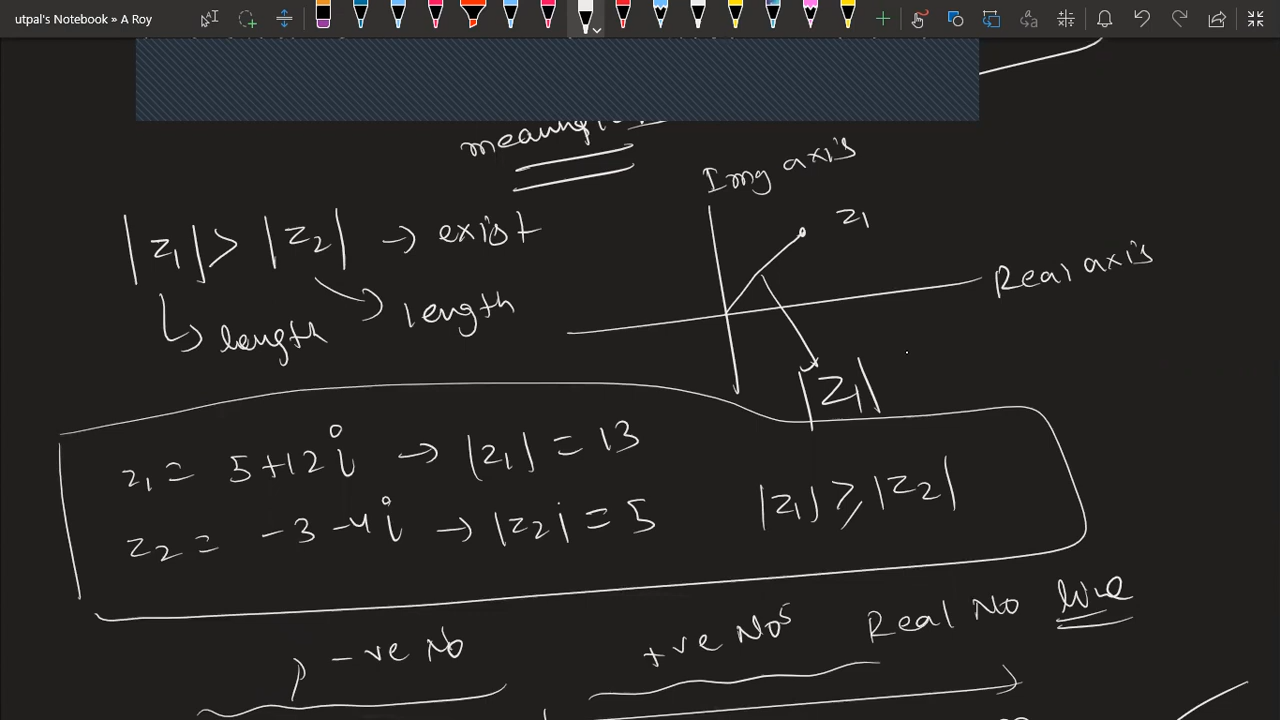 utpal's Notebook » A Roy
Img axis
z1
|z1| > |z2| → exist
Real axis
length
length
|z1|
z1 = 5+12i → |z1| = 13
z2 = -3-4i → |z2| = 5
|z1| ≥ |z2|
-ve No
+ve Nos
Real No line